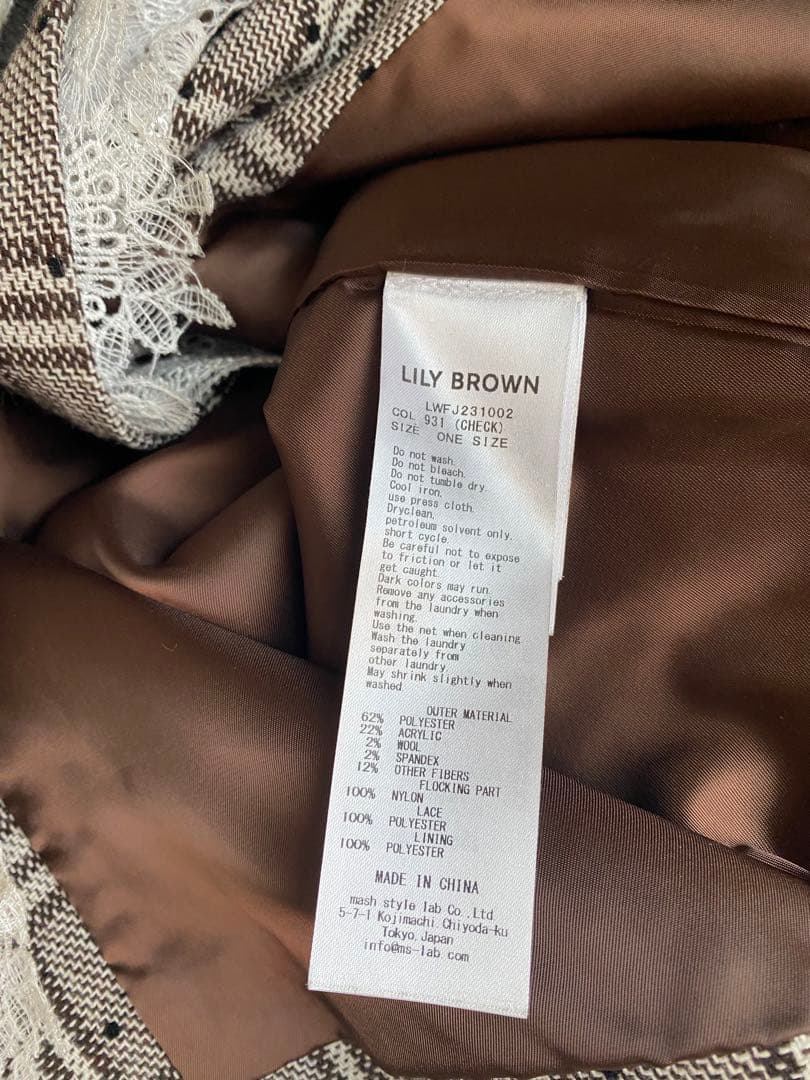 LILY BROWN
LWFJ231002
COL 931 (CHECK)
SIZE ONE SIZE
Do not wash.
Do not bleach.
Do not tumble dry.
Cool iron.
use press cloth.
Dryclean,
petroleum solvent only.
short cycle.
Be careful not to expose
to friction or let it
get caught.
Dark colors may run.
Remove any accessories
from the laundry when
washing.
Use the net when cleaning
Wash the laundry
separately from
other laundry.
May shrink slightly when
washed.
OUTER MATERIAL
62% POLYESTER
22% ACRYLIC
2% WOOL
2% SPANDEX
12% OTHER FIBERS
FLOCKING PART
100% NYLON
LACE
100% POLYESTER
LINING
100% POLYESTER
MADE IN CHINA
mash style lab Co.,Ltd.
5-7-1 Kojimachi.Chiyoda-ku
Tokyo.Japan
info@ms-lab.com